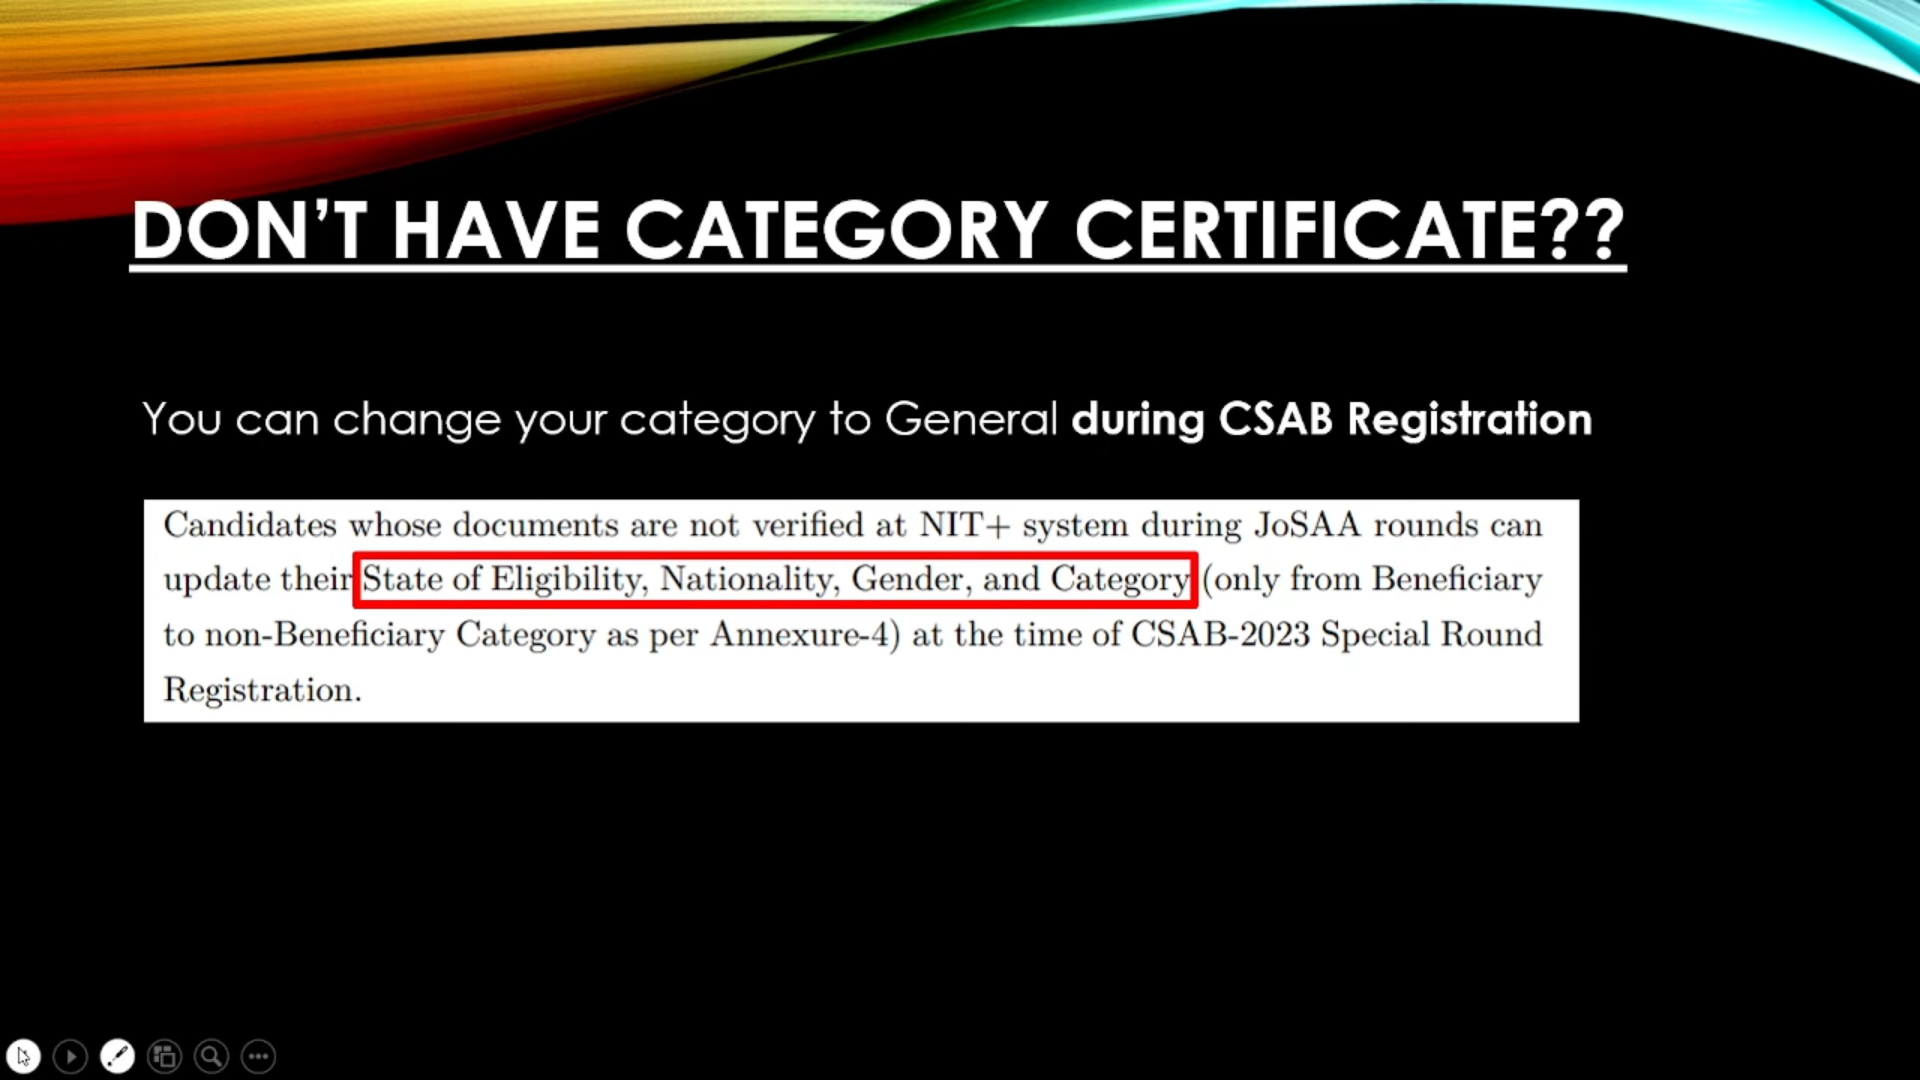 DON'T HAVE CATEGORY CERTIFICATE??
You can change your category to General during CSAB Registration
Candidates whose documents are not verified at NIT+ system during JoSAA rounds can
update their State of Eligibility, Nationality, Gender, and Category (only from Beneficiary
to non-Beneficiary Category as per Annexure-4) at the time of CSAB-2023 Special Round
Registration.